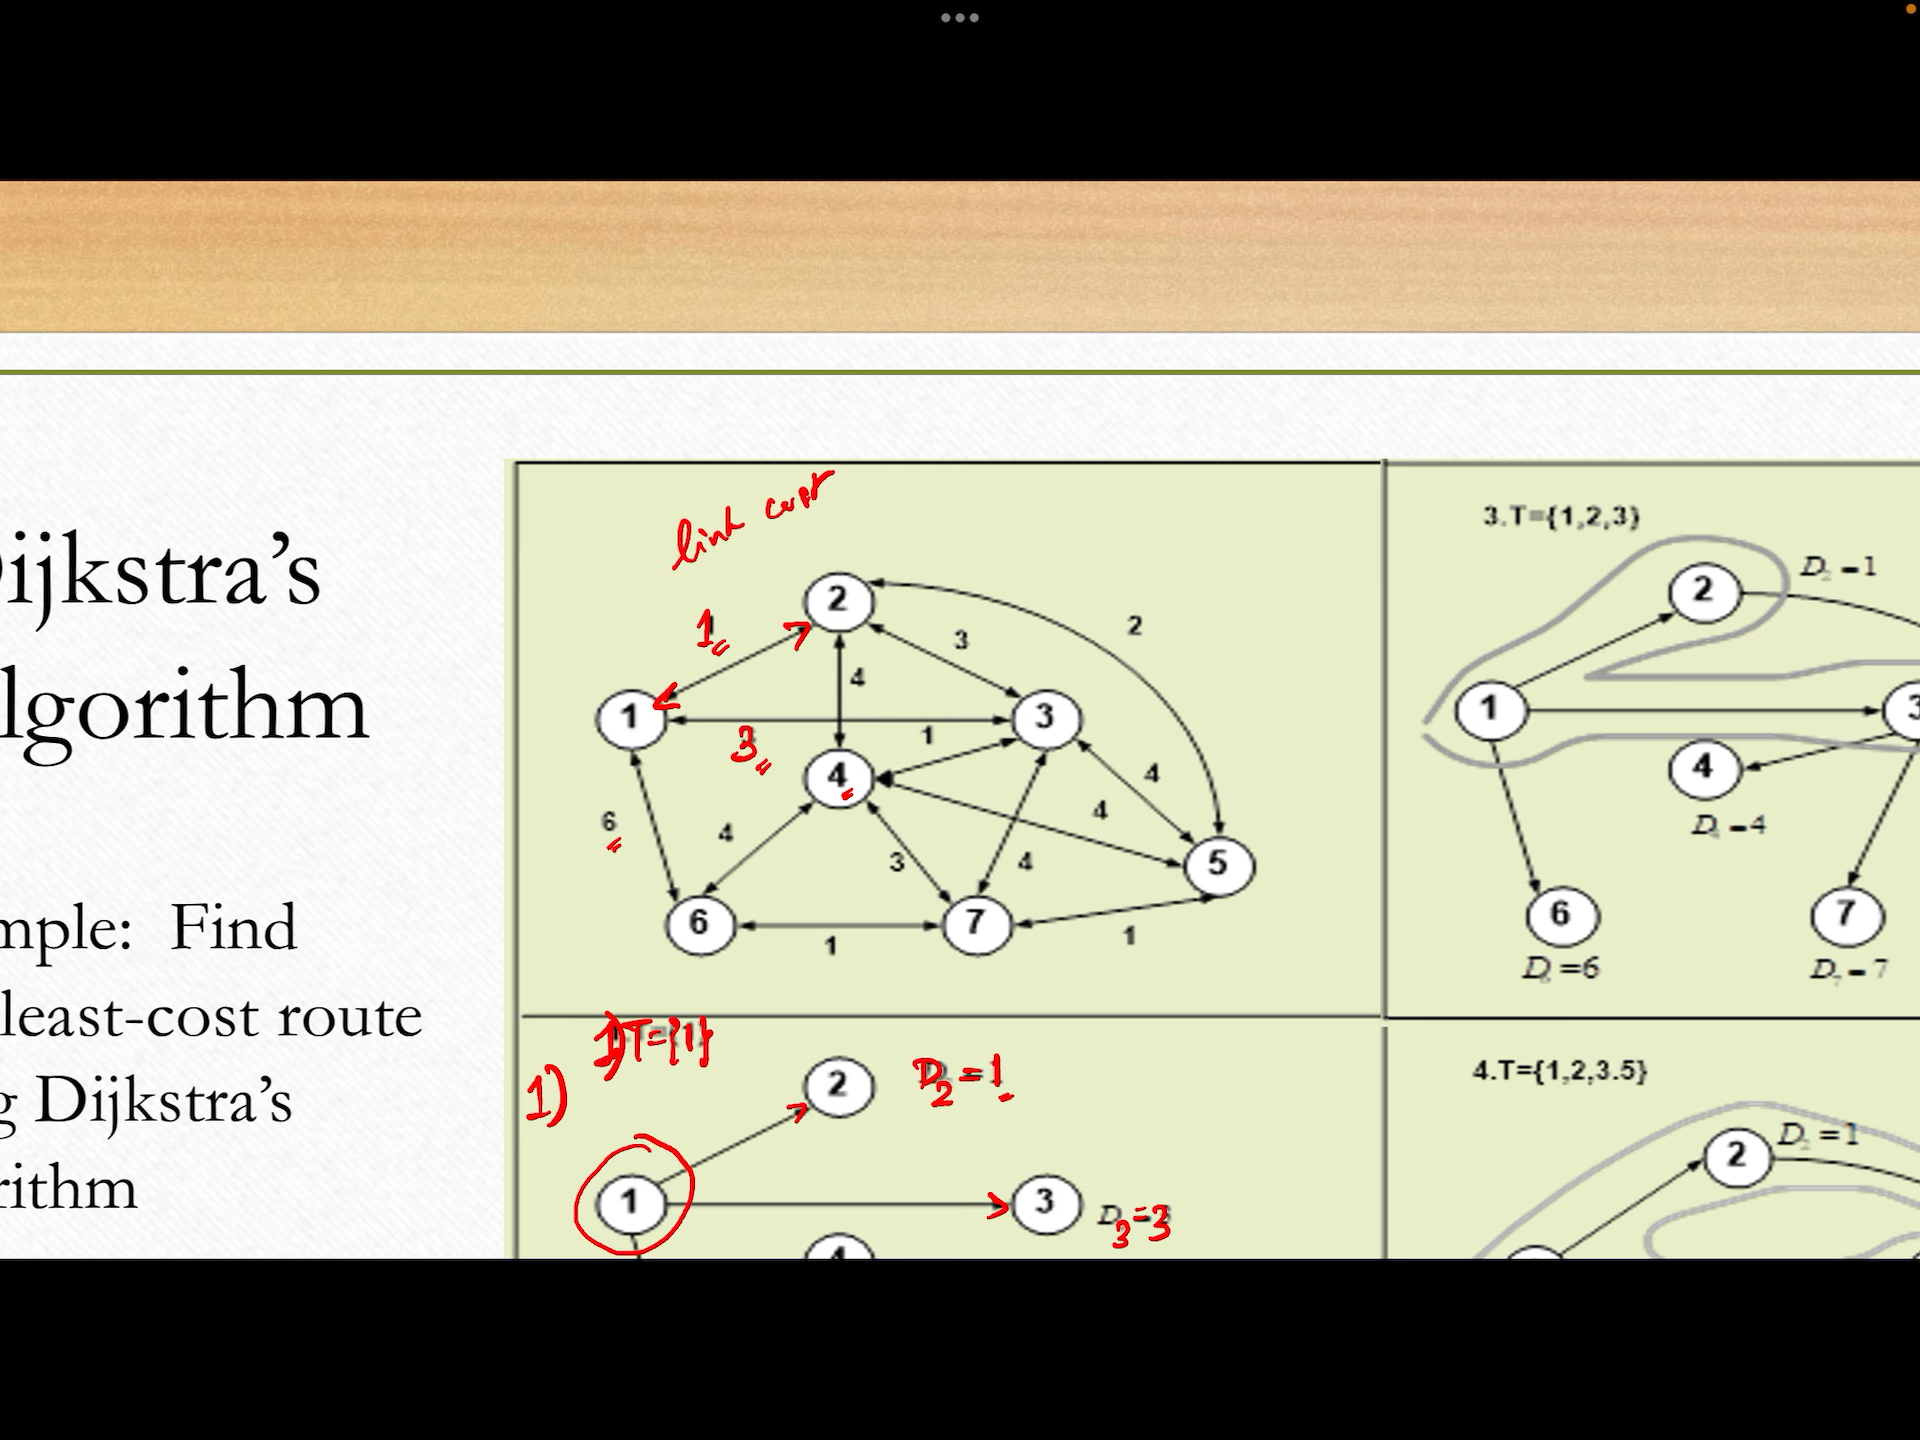 Dijkstra's
lgorithm
mple: Find
least-cost route
g Dijkstra's
rithm
link cost
2
1
3
2
4
1
3
3
1
4
4
4
6
4
3
4
5
6
7
1
1
1) T={1}
1)
2
D2 = 1
1
3
D3=3
3.T={1,2,3}
2
D2 = 1
1
3
4
D4 = 4
6
7
D6 = 6
D7 = 7
4.T={1,2,3.5}
2
D2 = 1